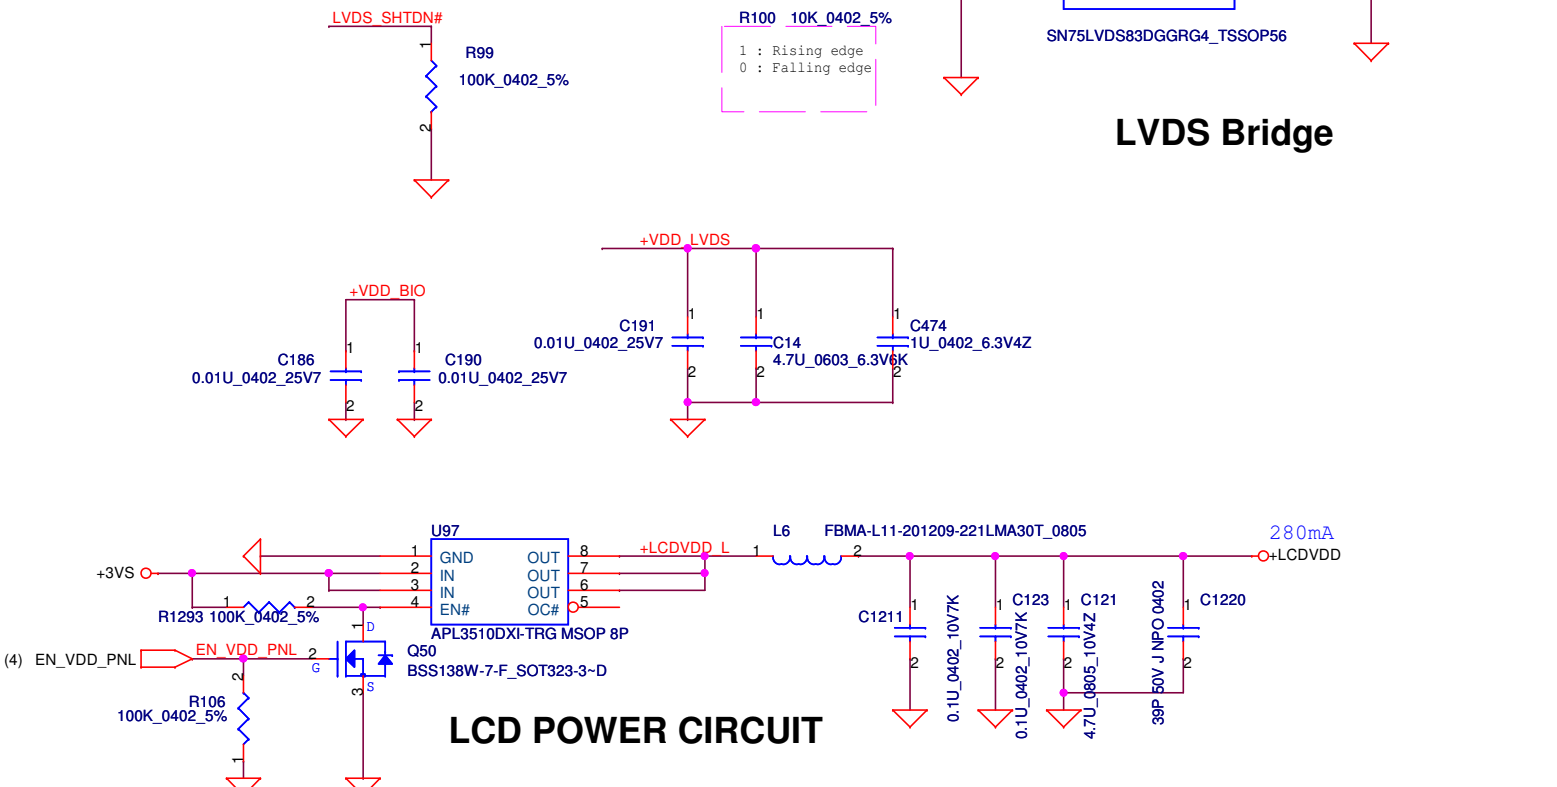 LVDS_SHTDN#
1
R99
100K_0402_5%
2
R100 10K_0402_5%
1 : Rising edge
0 : Falling edge
SN75LVDS83DGGRG4_TSSOP56
LVDS Bridge
+VDD_LVDS
+VDD_BIO
1
C191
0.01U_0402_25V7
2
1
C14
4.7U_0603_6.3V6K
2
1
C474
1U_0402_6.3V4Z
2
1
C186
0.01U_0402_25V7
2
1
C190
0.01U_0402_25V7
2
U97
1 GND OUT 8
2 IN OUT 7
3 IN OUT 6
4 EN# OC# 5
APL3510DXI-TRG MSOP 8P
+3VS
1 2
R1293 100K_0402_5%
+LCDVDD_L
L6 FBMA-L11-201209-221LMA30T_0805
1 2
280mA
+LCDVDD
1
C1211
2
0.1U_0402_10V7K
1
C123
2
0.1U_0402_10V7K
1
C121
2
4.7U_0805_10V4Z
1
C1220
2
39P 50V J NPO 0402
(4) EN_VDD_PNL
EN_VDD_PNL
2
G
1
D
3
S
Q50
BSS138W-7-F_SOT323-3~D
2
R106
100K_0402_5%
1
LCD POWER CIRCUIT